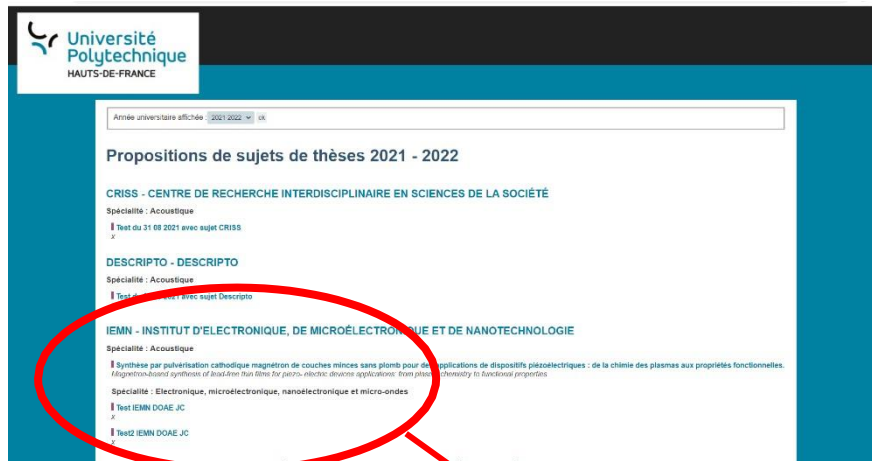 Université
Polytechnique
HAUTS-DE-FRANCE
Année universitaire affichée : 2021 2022 ok
Propositions de sujets de thèses 2021 - 2022
CRISS - CENTRE DE RECHERCHE INTERDISCIPLINAIRE EN SCIENCES DE LA SOCIÉTÉ
Spécialité : Acoustique
Test du 31 08 2021 avec sujet CRISS
x
DESCRIPTO - DESCRIPTO
Spécialité : Acoustique
Test 2021 avec sujet Descripto
IEMN - INSTITUT D'ELECTRONIQUE, DE MICROÉLECTRONIQUE ET DE NANOTECHNOLOGIE
Spécialité : Acoustique
Synthèse par pulvérisation cathodique magnétron de couches minces sans plomb pour des applications de dispositifs piézoélectriques : de la chimie des plasmas aux propriétés fonctionnelles.
Magnetron-based synthesis of lead-free thin films for piezo- electric devices applications: from plasma chemistry to functional properties
Spécialité : Electronique, microélectronique, nanoélectronique et micro-ondes
Test IEMN DOAE JC
x
Test2 IEMN DOAE JC
x